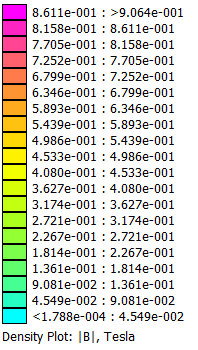 8.611e-001 : >9.064e-001
8.158e-001 : 8.611e-001
7.705e-001 : 8.158e-001
7.252e-001 : 7.705e-001
6.799e-001 : 7.252e-001
6.346e-001 : 6.799e-001
5.893e-001 : 6.346e-001
5.439e-001 : 5.893e-001
4.986e-001 : 5.439e-001
4.533e-001 : 4.986e-001
4.080e-001 : 4.533e-001
3.627e-001 : 4.080e-001
3.174e-001 : 3.627e-001
2.721e-001 : 3.174e-001
2.267e-001 : 2.721e-001
1.814e-001 : 2.267e-001
1.361e-001 : 1.814e-001
9.081e-002 : 1.361e-001
4.549e-002 : 9.081e-002
<1.788e-004 : 4.549e-002
Density Plot: |B|, Tesla